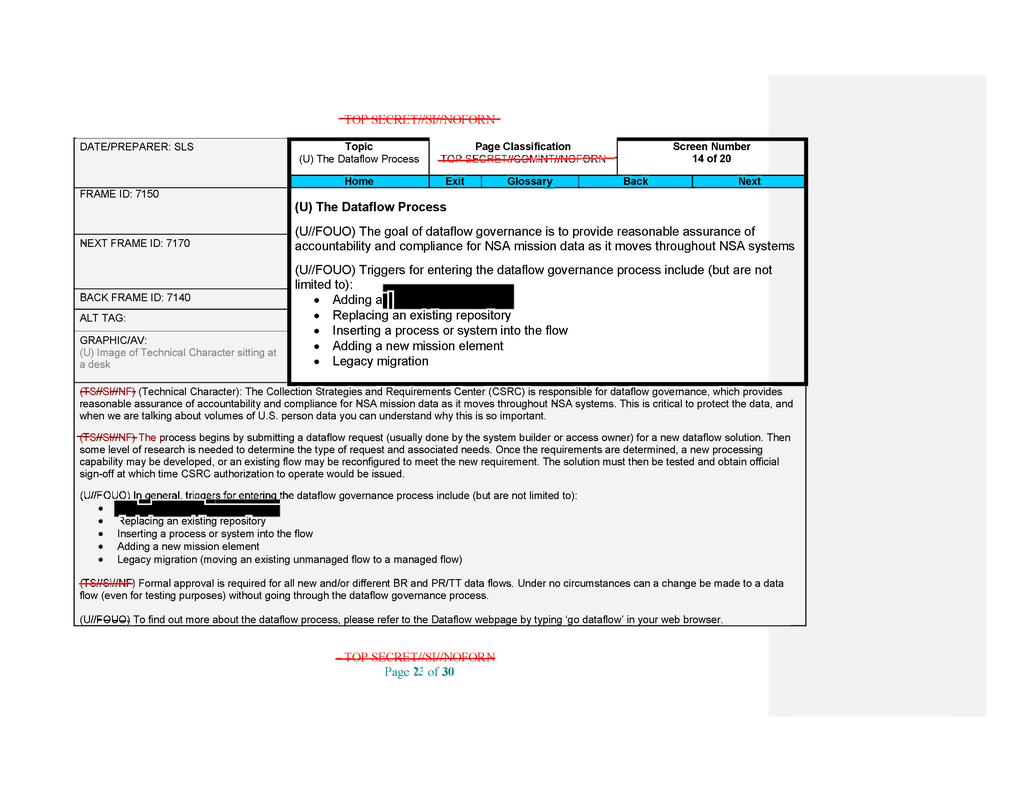 TOP SECRET//SI//NOFORN
DATE/PREPARER: SLS
Topic
(U) The Dataflow Process
Page Classification
TOP SECRET//COMINT//NOFORN
Screen Number
14 of 20
Home Exit Glossary Back Next
FRAME ID: 7150
NEXT FRAME ID: 7170
BACK FRAME ID: 7140
ALT TAG:
GRAPHIC/AV:
(U) Image of Technical Character sitting at
a desk
(U) The Dataflow Process
(U//FOUO) The goal of dataflow governance is to provide reasonable assurance of
accountability and compliance for NSA mission data as it moves throughout NSA systems
(U//FOUO) Triggers for entering the dataflow governance process include (but are not
limited to):
• Adding a
• Replacing an existing repository
• Inserting a process or system into the flow
• Adding a new mission element
• Legacy migration
(TS//SI//NF) (Technical Character): The Collection Strategies and Requirements Center (CSRC) is responsible for dataflow governance, which provides
reasonable assurance of accountability and compliance for NSA mission data as it moves throughout NSA systems. This is critical to protect the data, and
when we are talking about volumes of U.S. person data you can understand why this is so important.
(TS//SI//NF) The process begins by submitting a dataflow request (usually done by the system builder or access owner) for a new dataflow solution. Then
some level of research is needed to determine the type of request and associated needs. Once the requirements are determined, a new processing
capability may be developed, or an existing flow may be reconfigured to meet the new requirement. The solution must then be tested and obtain official
sign-off at which time CSRC authorization to operate would be issued.
(U//FOUO) In general, triggers for entering the dataflow governance process include (but are not limited to):
•
• Replacing an existing repository
• Inserting a process or system into the flow
• Adding a new mission element
• Legacy migration (moving an existing unmanaged flow to a managed flow)
(TS//SI//NF) Formal approval is required for all new and/or different BR and PR/TT data flows. Under no circumstances can a change be made to a data
flow (even for testing purposes) without going through the dataflow governance process.
(U//FOUO) To find out more about the dataflow process, please refer to the Dataflow webpage by typing ‘go dataflow’ in your web browser.
TOP SECRET//SI//NOFORN
Page 23 of 30